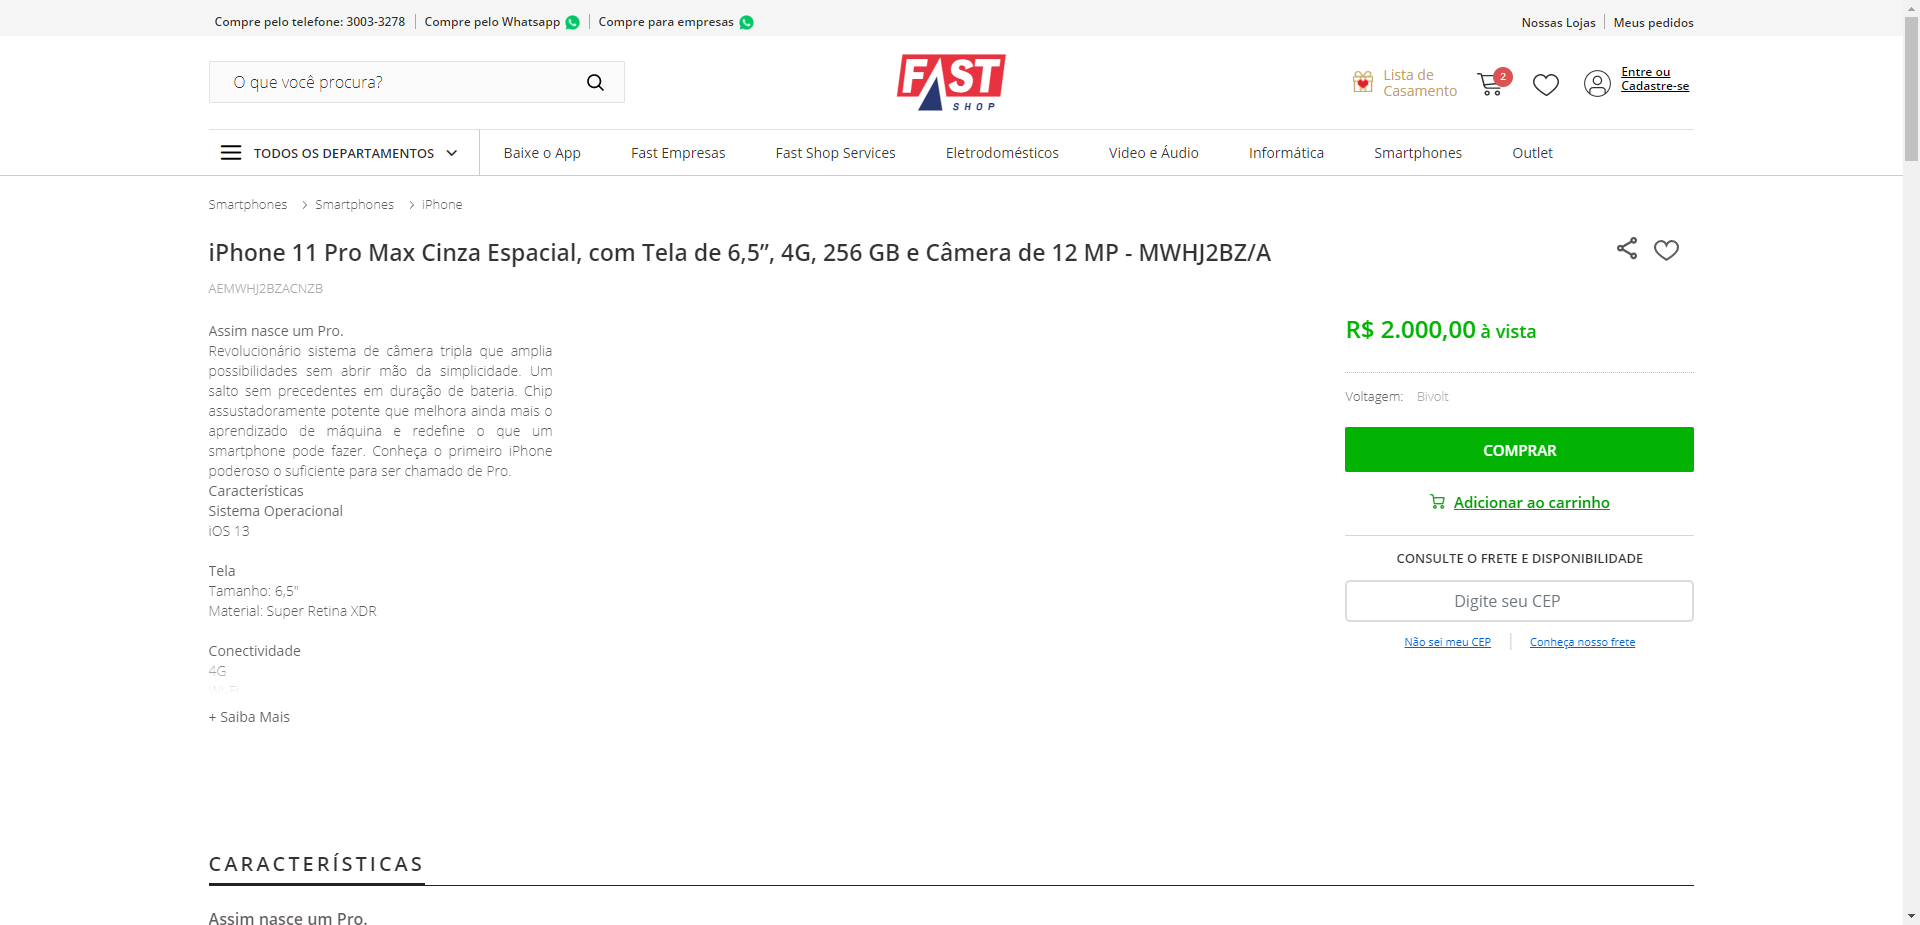 Compre pelo telefone: 3003-3278
Compre pelo Whatsapp
Compre para empresas
Nossas Lojas
Meus pedidos
O que você procura?
FAST
SHOP
Lista de
Casamento
2
Entre ou
Cadastre-se
TODOS OS DEPARTAMENTOS
Baixe o App
Fast Empresas
Fast Shop Services
Eletrodomésticos
Video e Áudio
Informática
Smartphones
Outlet
Smartphones > Smartphones > iPhone
iPhone 11 Pro Max Cinza Espacial, com Tela de 6,5”, 4G, 256 GB e Câmera de 12 MP - MWHJ2BZ/A
AEMWHJ2BZACNZB
Assim nasce um Pro.
Revolucionário sistema de câmera tripla que amplia
possibilidades sem abrir mão da simplicidade. Um
salto sem precedentes em duração de bateria. Chip
assustadoramente potente que melhora ainda mais o
aprendizado de máquina e redefine o que um
smartphone pode fazer. Conheça o primeiro iPhone
poderoso o suficiente para ser chamado de Pro.
Características
Sistema Operacional
iOS 13
Tela
Tamanho: 6,5"
Material: Super Retina XDR
Conectividade
4G
Wi-Fi
+ Saiba Mais
R$ 2.000,00 à vista
Voltagem: Bivolt
COMPRAR
Adicionar ao carrinho
CONSULTE O FRETE E DISPONIBILIDADE
Digite seu CEP
Não sei meu CEP
Conheça nosso frete
CARACTERÍSTICAS
Assim nasce um Pro.